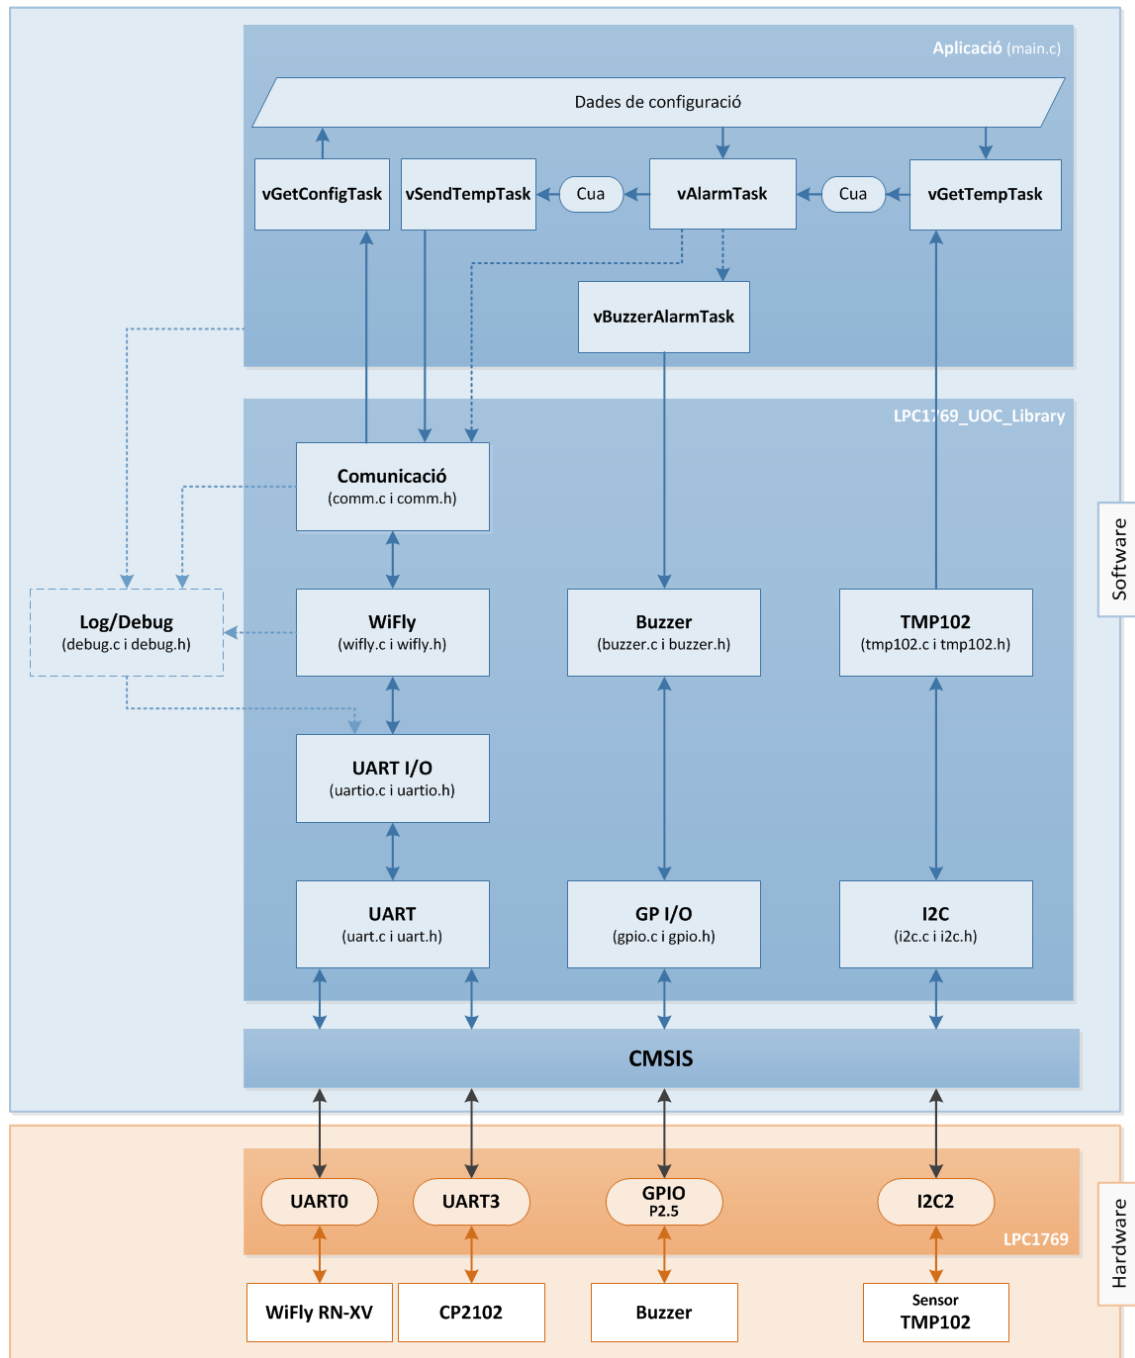 Aplicació (main.c)
Dades de configuració
vGetConfigTask
vSendTempTask
Cua
vAlarmTask
Cua
vGetTempTask
vBuzzerAlarmTask
LPC1769_UOC_Library
Comunicació
(comm.c i comm.h)
Software
Log/Debug
(debug.c i debug.h)
WiFly
(wifly.c i wifly.h)
Buzzer
(buzzer.c i buzzer.h)
TMP102
(tmp102.c i tmp102.h)
UART I/O
(uartio.c i uartio.h)
UART
(uart.c i uart.h)
GP I/O
(gpio.c i gpio.h)
I2C
(i2c.c i i2c.h)
CMSIS
UART0
UART3
GPIO
P2.5
I2C2
LPC1769
Hardware
WiFly RN-XV
CP2102
Buzzer
Sensor
TMP102